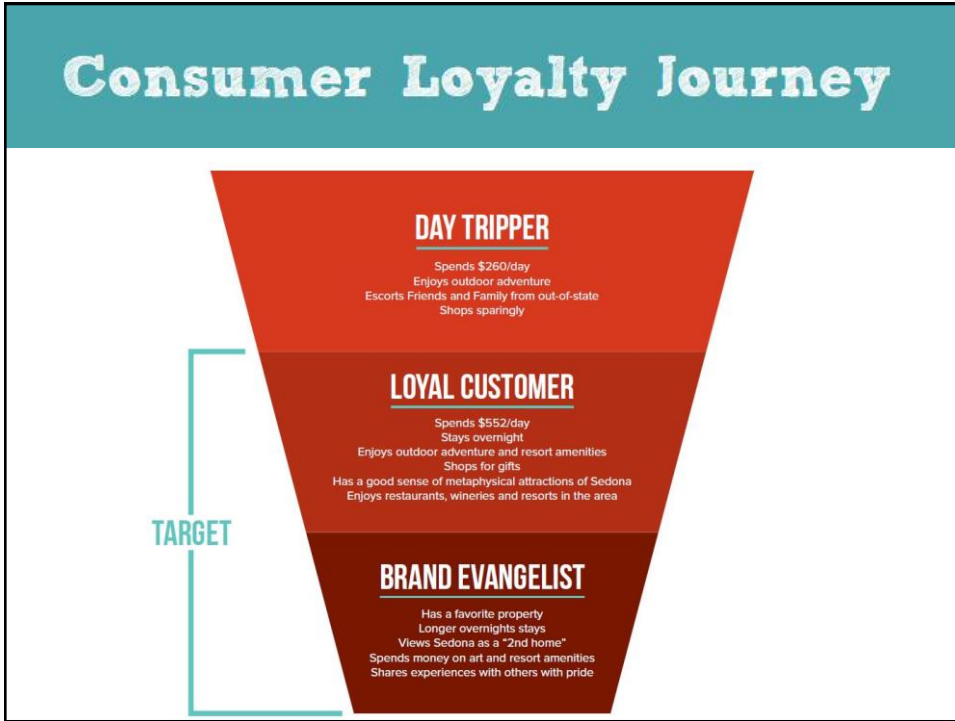 Consumer Loyalty Journey
DAY TRIPPER
Spends $260/day
Enjoys outdoor adventure
Escorts Friends and Family from out-of-state
Shops sparingly
LOYAL CUSTOMER
Spends $552/day
Stays overnight
Enjoys outdoor adventure and resort amenities
Shops for gifts
Has a good sense of metaphysical attractions of Sedona
Enjoys restaurants, wineries and resorts in the area
TARGET
BRAND EVANGELIST
Has a favorite property
Longer overnights stays
Views Sedona as a “2nd home”
Spends money on art and resort amenities
Shares experiences with others with pride